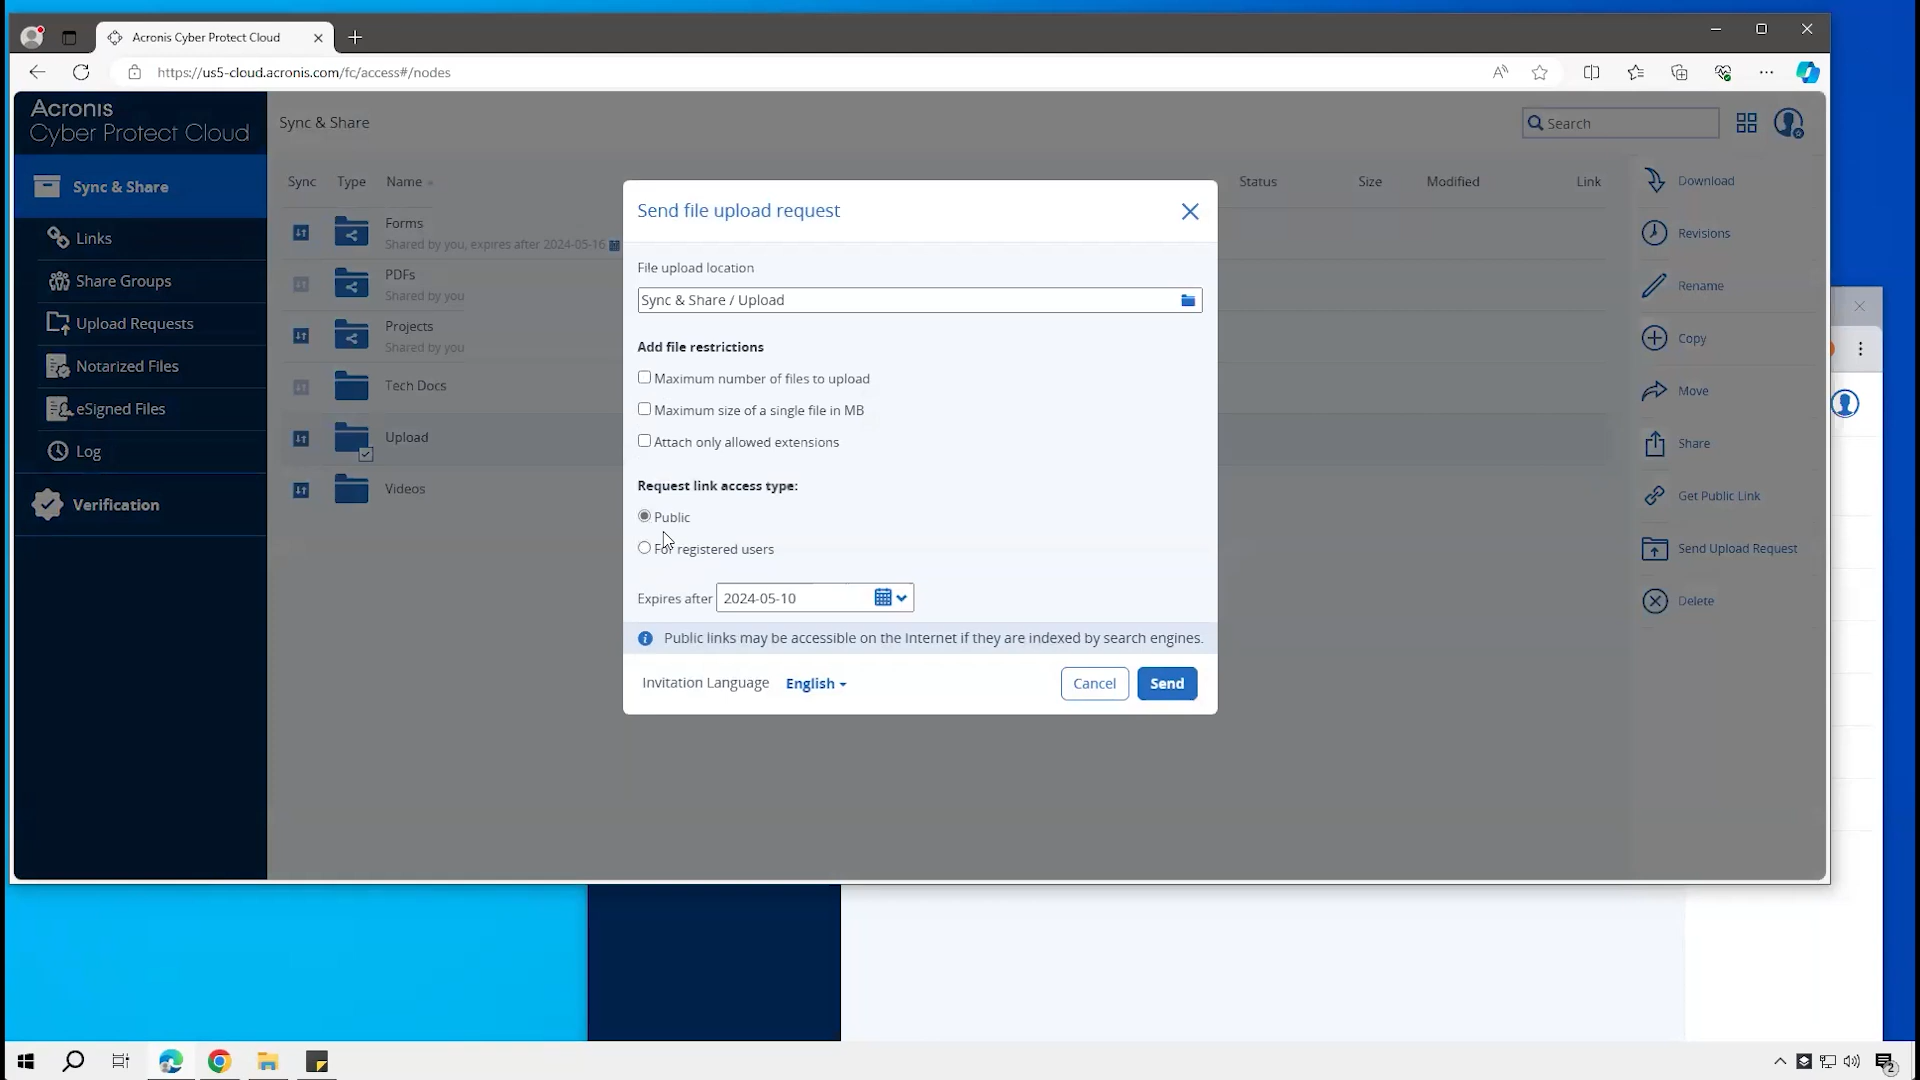 Acronis Cyber Protect Cloud
https://us5-cloud.acronis.com/fc/access#/nodes
Acronis
Cyber Protect Cloud
Sync & Share
Search
Sync & Share
Links
Share Groups
Upload Requests
Notarized Files
eSigned Files
Log
Verification
Sync Type Name Status Size Modified Link
Forms
Shared by you, expires after 2024-05-16
PDFs
Shared by you
Projects
Shared by you
Tech Docs
Upload
Videos
Send file upload request
File upload location
Sync & Share / Upload
Add file restrictions
Maximum number of files to upload
Maximum size of a single file in MB
Attach only allowed extensions
Request link access type:
Public
For registered users
Expires after 2024-05-10
Public links may be accessible on the Internet if they are indexed by search engines.
Invitation Language English
Cancel Send
Download
Revisions
Rename
Copy
Move
Share
Get Public Link
Send Upload Request
Delete
2